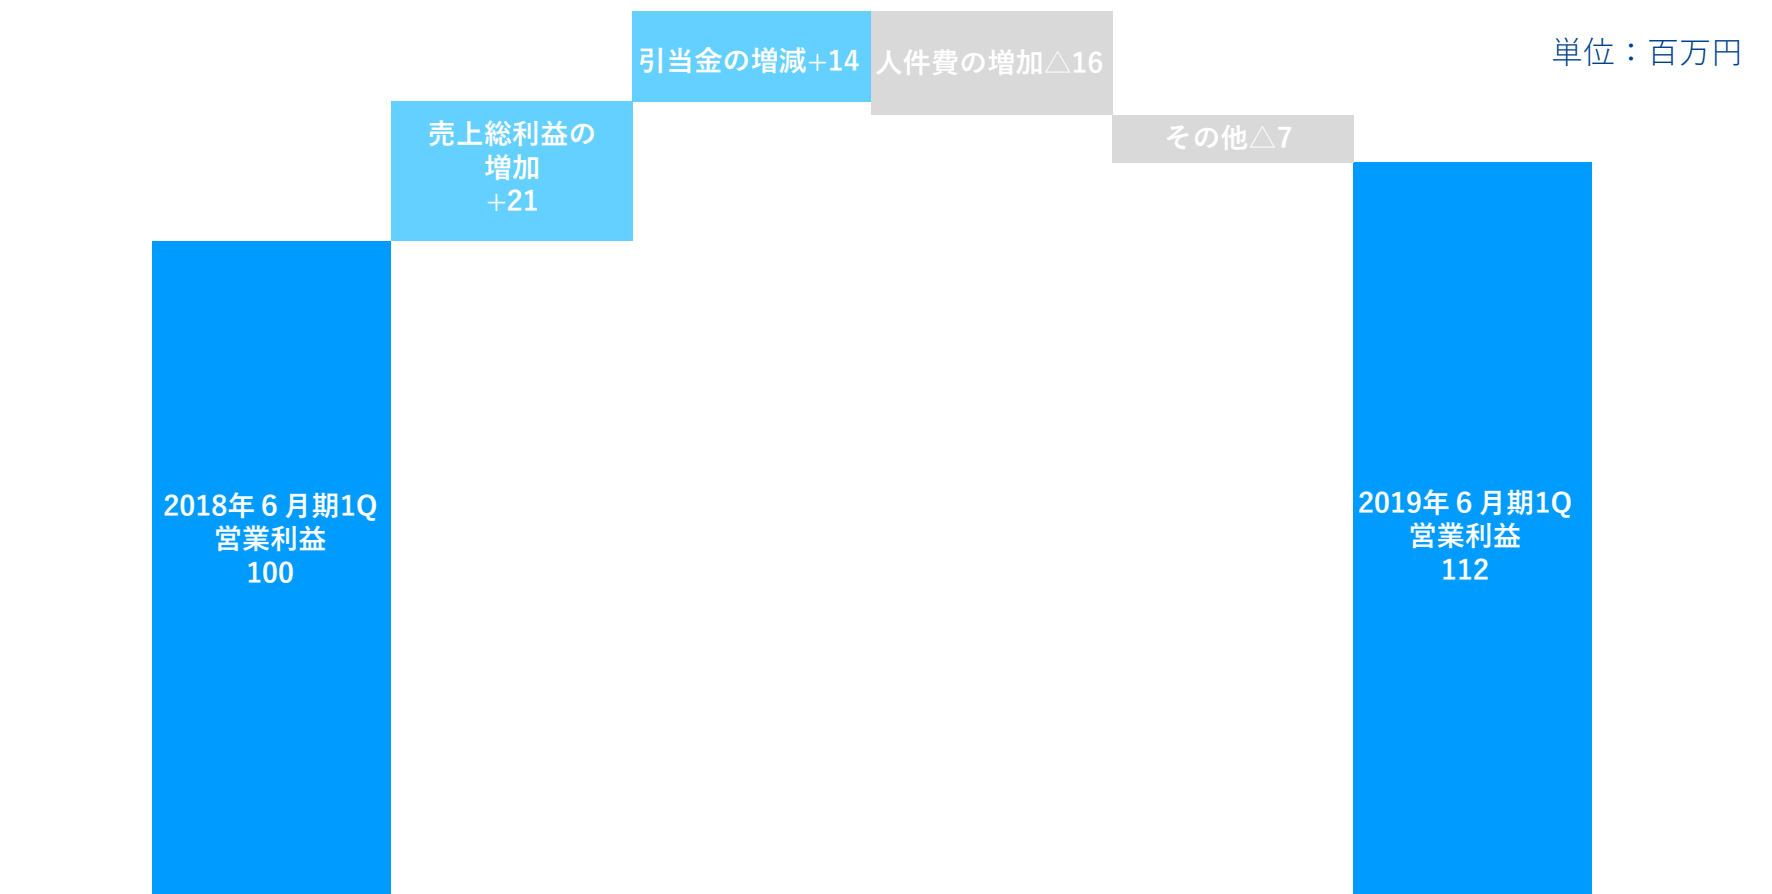 引当金の増減+14
人件費の増加△16
単位：百万円
売上総利益の
増加
+21
その他△7
2018年６月期1Q
営業利益
100
2019年６月期1Q
営業利益
112